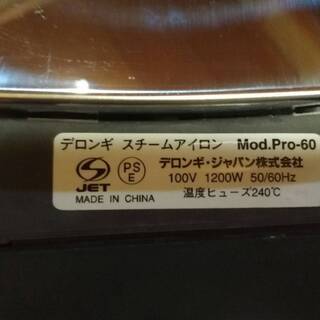 デロンギ スチームアイロン Mod.Pro-60
JET
PS
E
デロンギ・ジャパン株式会社
100V 1200W 50/60Hz
MADE IN CHINA
温度ヒューズ240℃